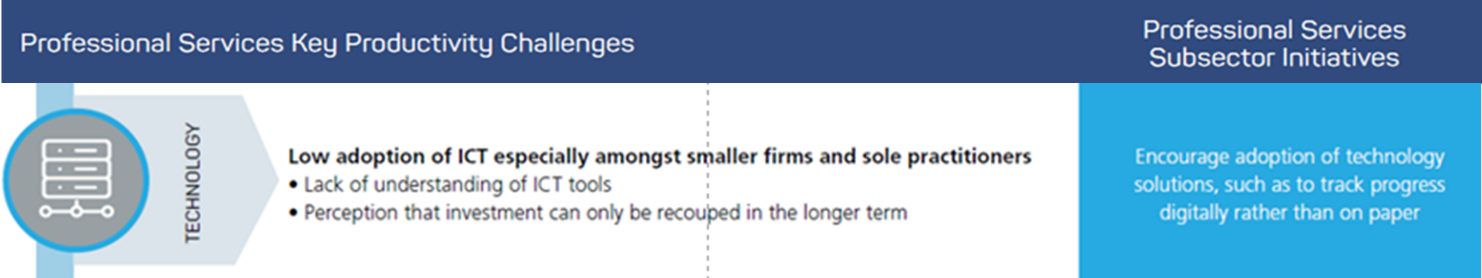 Professional Services Key Productivity Challenges
Professional Services
Subsector Initiatives
TECHNOLOGY
Low adoption of ICT especially amongst smaller firms and sole practitioners
• Lack of understanding of ICT tools
• Perception that investment can only be recouped in the longer term
Encourage adoption of technology
solutions, such as to track progress
digitally rather than on paper